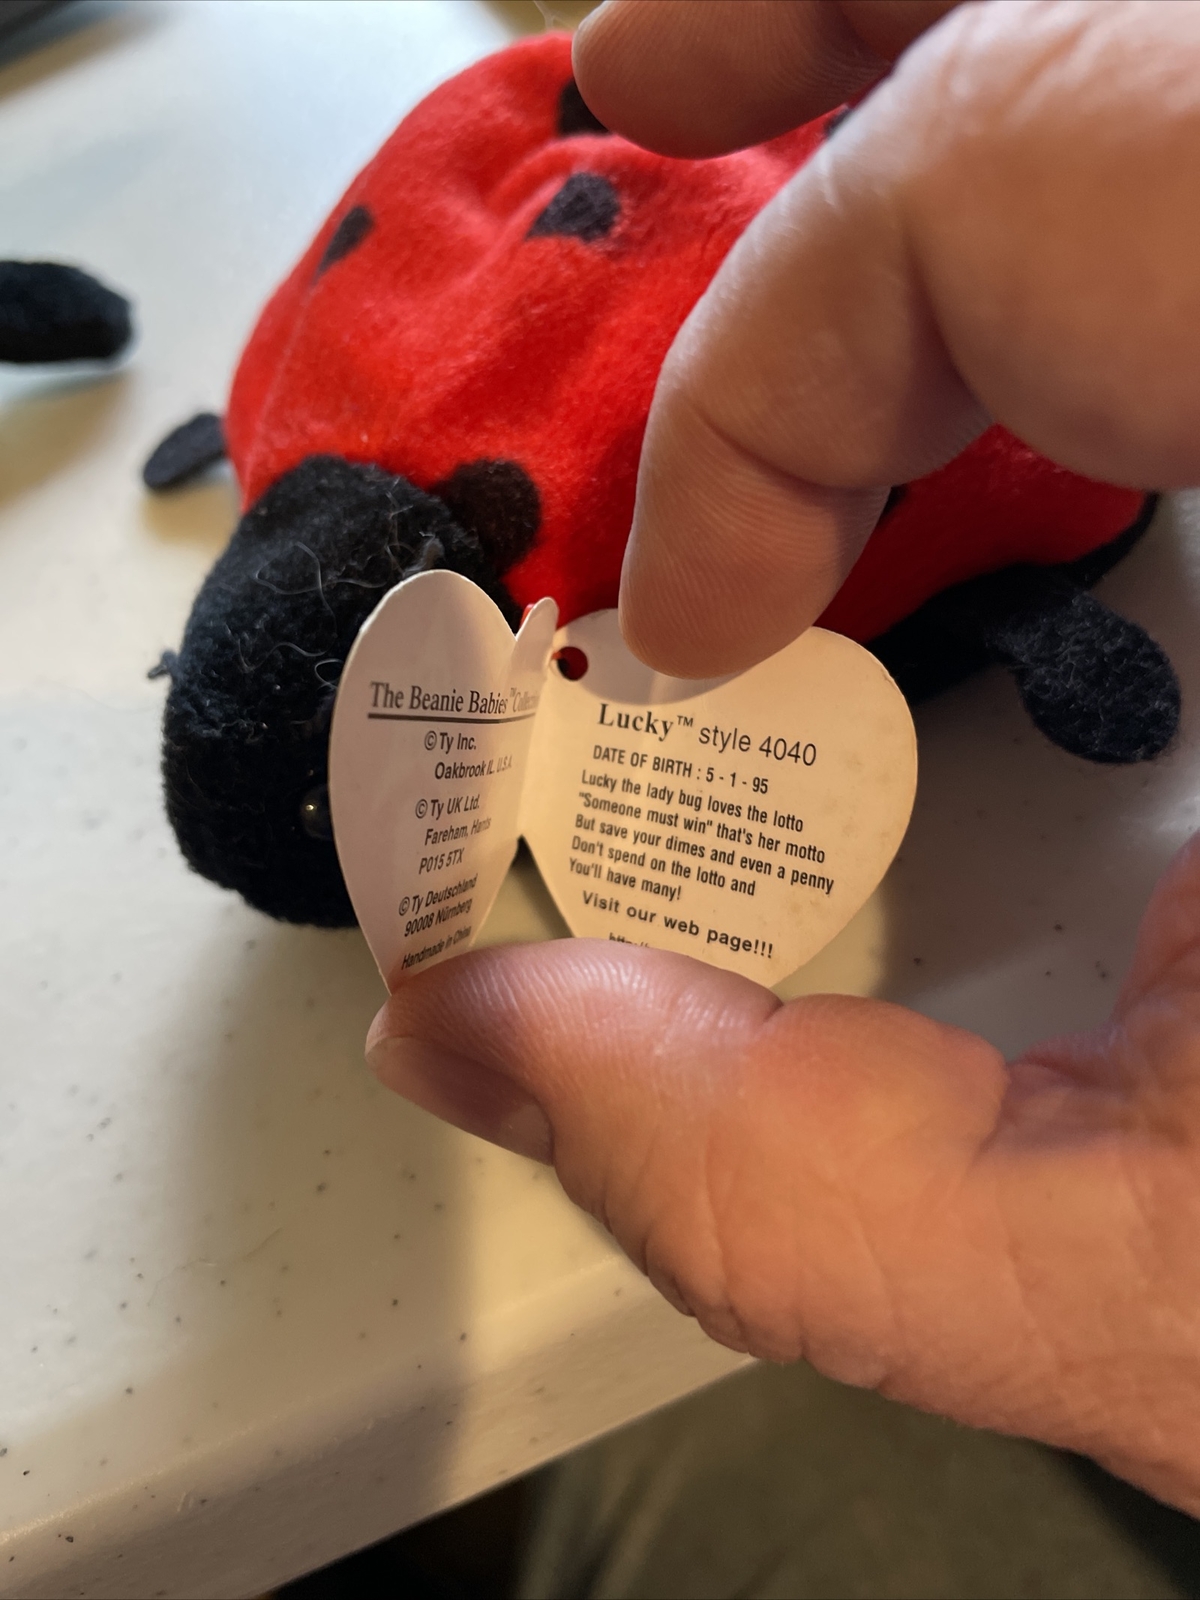 The Beanie Babies™Collection
©Ty Inc.
Oakbrook IL. U.S.A.
©Ty UK Ltd.
Fareham, Hants
P015 5TX
©Ty Deutschland
90008 Nürnberg
Handmade in China
Lucky™ style 4040
DATE OF BIRTH : 5 - 1 - 95
Lucky the lady bug loves the lotto
"Someone must win" that's her motto
But save your dimes and even a penny
Don't spend on the lotto and
You'll have many!
Visit our web page!!!